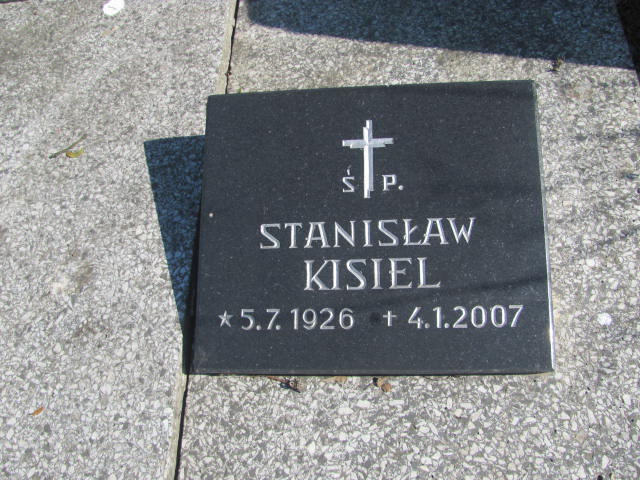 Ś P.
STANISŁAW
KISIEL
* 5.7.1926 + 4.1.2007